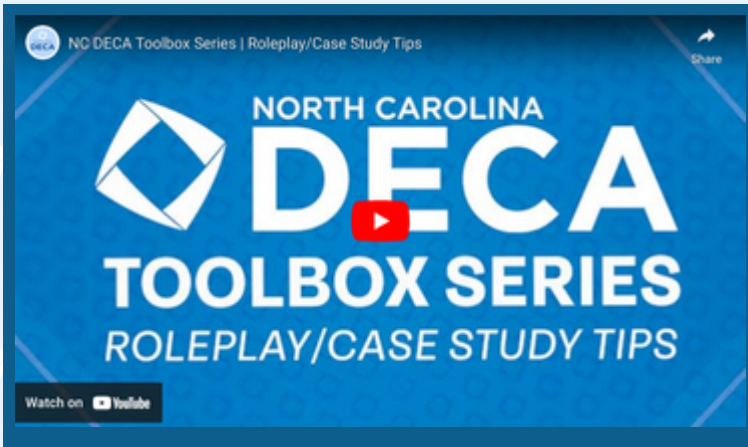 DECA
NC DECA Toolbox Series | Roleplay/Case Study Tips
Share
NORTH CAROLINA
DECA
TOOLBOX SERIES
ROLEPLAY/CASE STUDY TIPS
Watch on YouTube